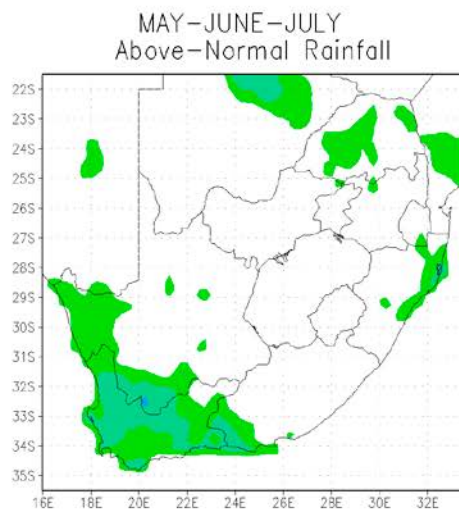 MAY-JUNE-JULY
Above-Normal Rainfall
22S
23S
24S
25S
26S
27S
28S
29S
30S
31S
32S
33S
34S
35S
16E 18E 20E 22E 24E 26E 28E 30E 32E